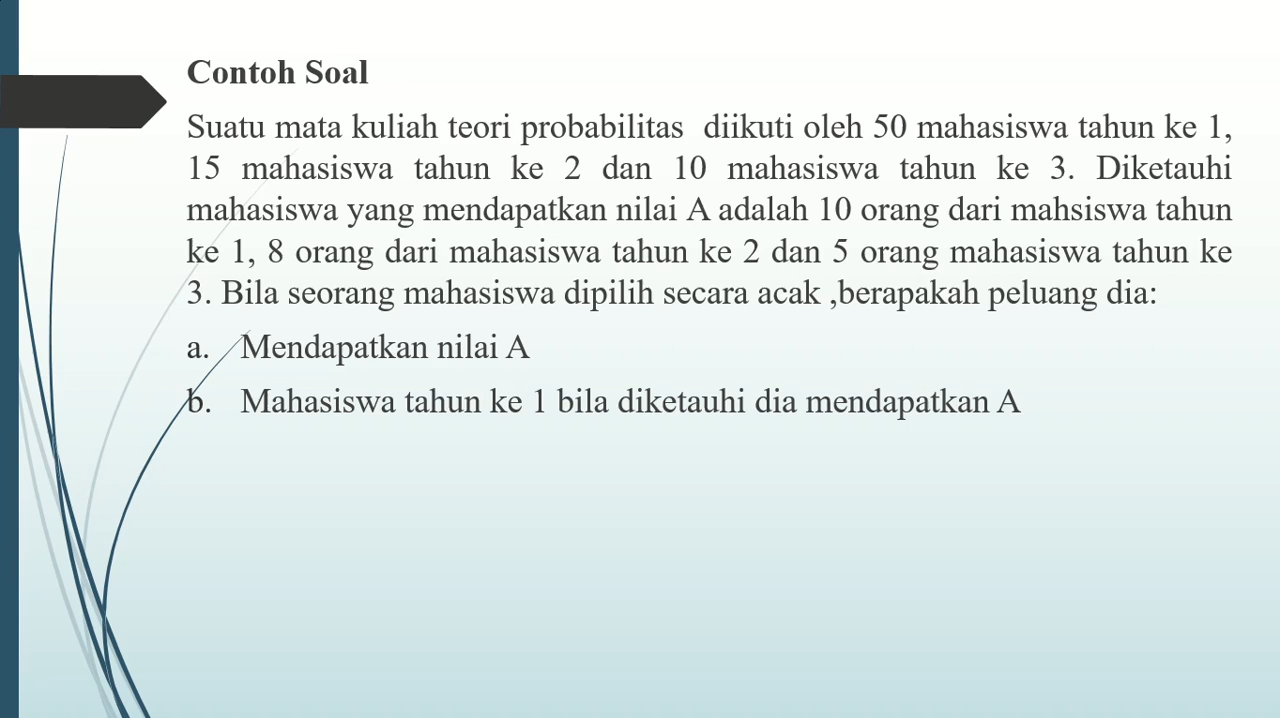 Contoh Soal
Suatu mata kuliah teori probabilitas diikuti oleh 50 mahasiswa tahun ke 1,
15 mahasiswa tahun ke 2 dan 10 mahasiswa tahun ke 3. Diketauhi
mahasiswa yang mendapatkan nilai A adalah 10 orang dari mahsiswa tahun
ke 1, 8 orang dari mahasiswa tahun ke 2 dan 5 orang mahasiswa tahun ke
3. Bila seorang mahasiswa dipilih secara acak ,berapakah peluang dia:
a. Mendapatkan nilai A
b. Mahasiswa tahun ke 1 bila diketauhi dia mendapatkan A